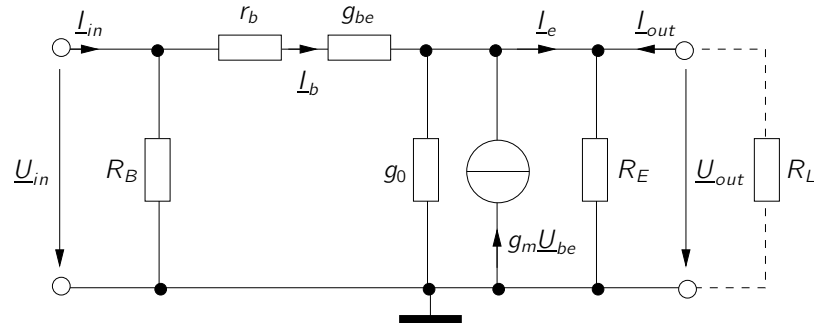 I_in
r_b
g_be
I_e
I_out
I_b
U_in
R_B
g_0
R_E
U_out
R_L
g_m U_be